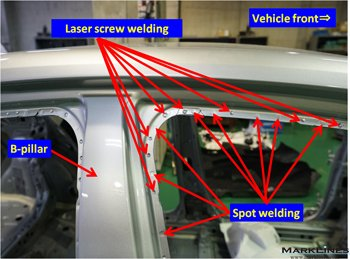 Laser screw welding
Vehicle front⇒
B-pillar
Spot welding
MARKLINES